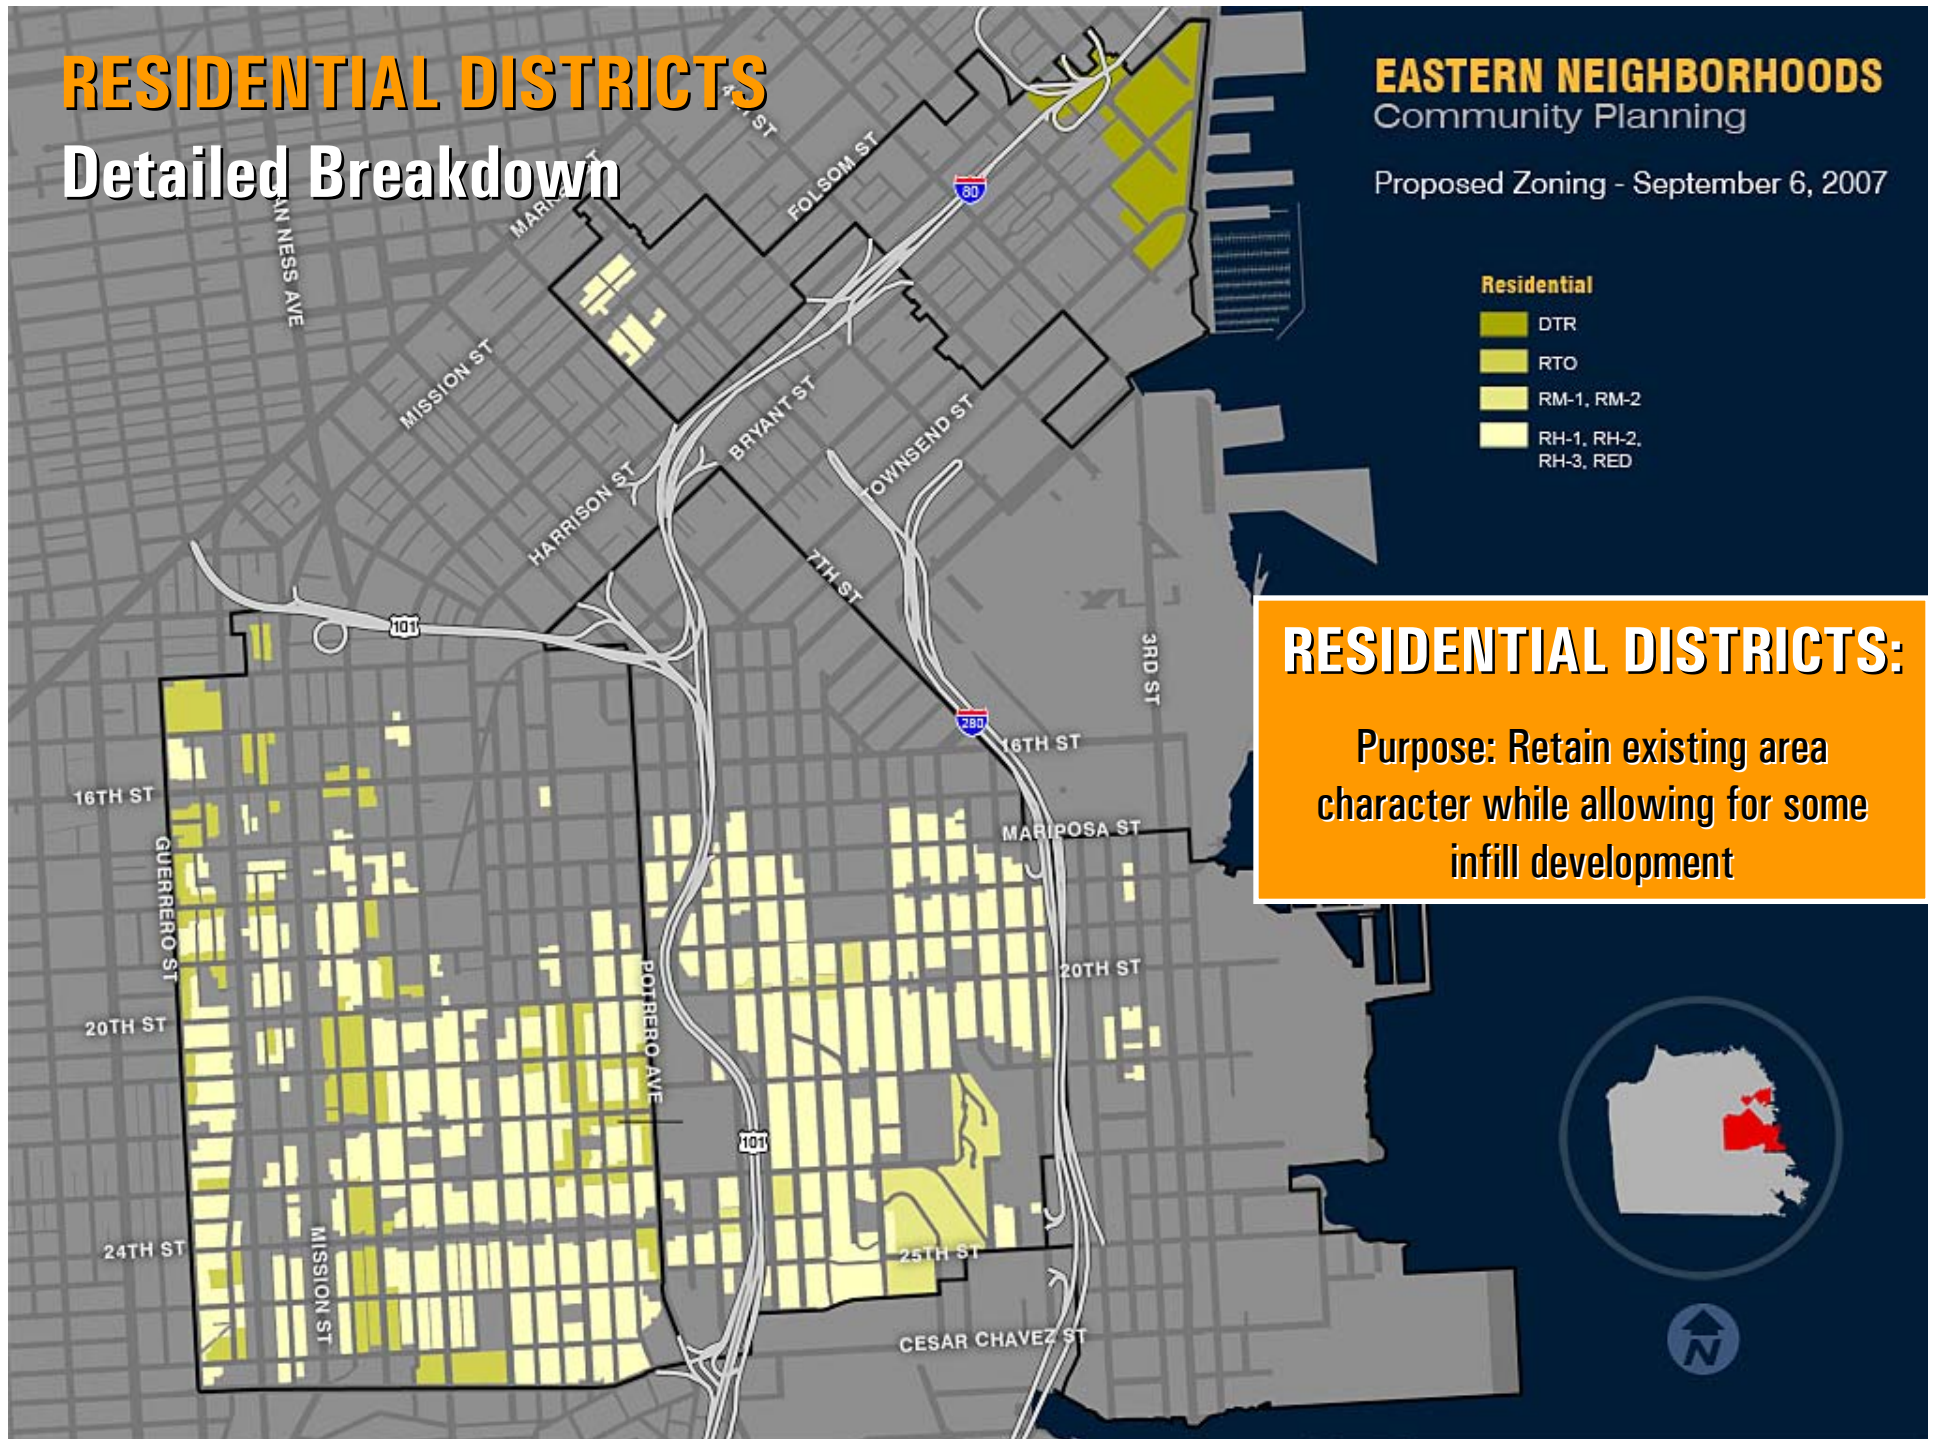 RESIDENTIAL DISTRICTS
Detailed Breakdown
EASTERN NEIGHBORHOODS
Community Planning
Proposed Zoning - September 6, 2007
Residential
DTR
RTO
RM-1, RM-2
RH-1, RH-2,
RH-3, RED
RESIDENTIAL DISTRICTS:
Purpose: Retain existing area
character while allowing for some
infill development
4TH ST
FOLSOM ST
80
NESS AVE
MISSION ST
BRYANT ST
TOWNSEND ST
HARRISON ST
7TH ST
101
3RD ST
280
16TH ST
16TH ST
MARIPOSA ST
GUERRERO ST
POTRERO AVE
20TH ST
20TH ST
101
24TH ST
MISSION ST
25TH ST
CESAR CHAVEZ ST
N